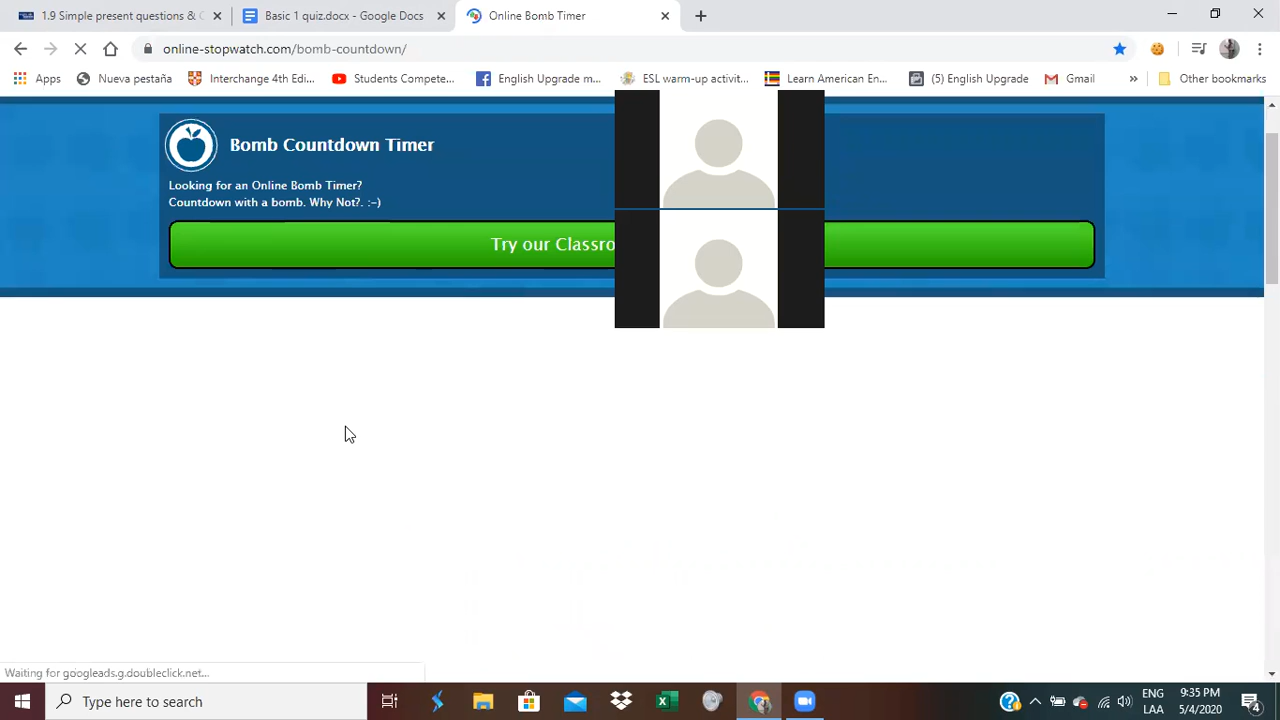 1.9 Simple present questions &
Basic 1 quiz.docx - Google Docs
Online Bomb Timer
online-stopwatch.com/bomb-countdown/
Apps
Nueva pestaña
Interchange 4th Edi...
Students Compete...
English Upgrade m...
ESL warm-up activit...
Learn American En...
(5) English Upgrade
Gmail
»
Other bookmarks
Bomb Countdown Timer
Looking for an Online Bomb Timer?
Countdown with a bomb. Why Not?. :-)
Try our Classro
Waiting for googleads.g.doubleclick.net...
Type here to search
ENG
LAA
9:35 PM
5/4/2020
4